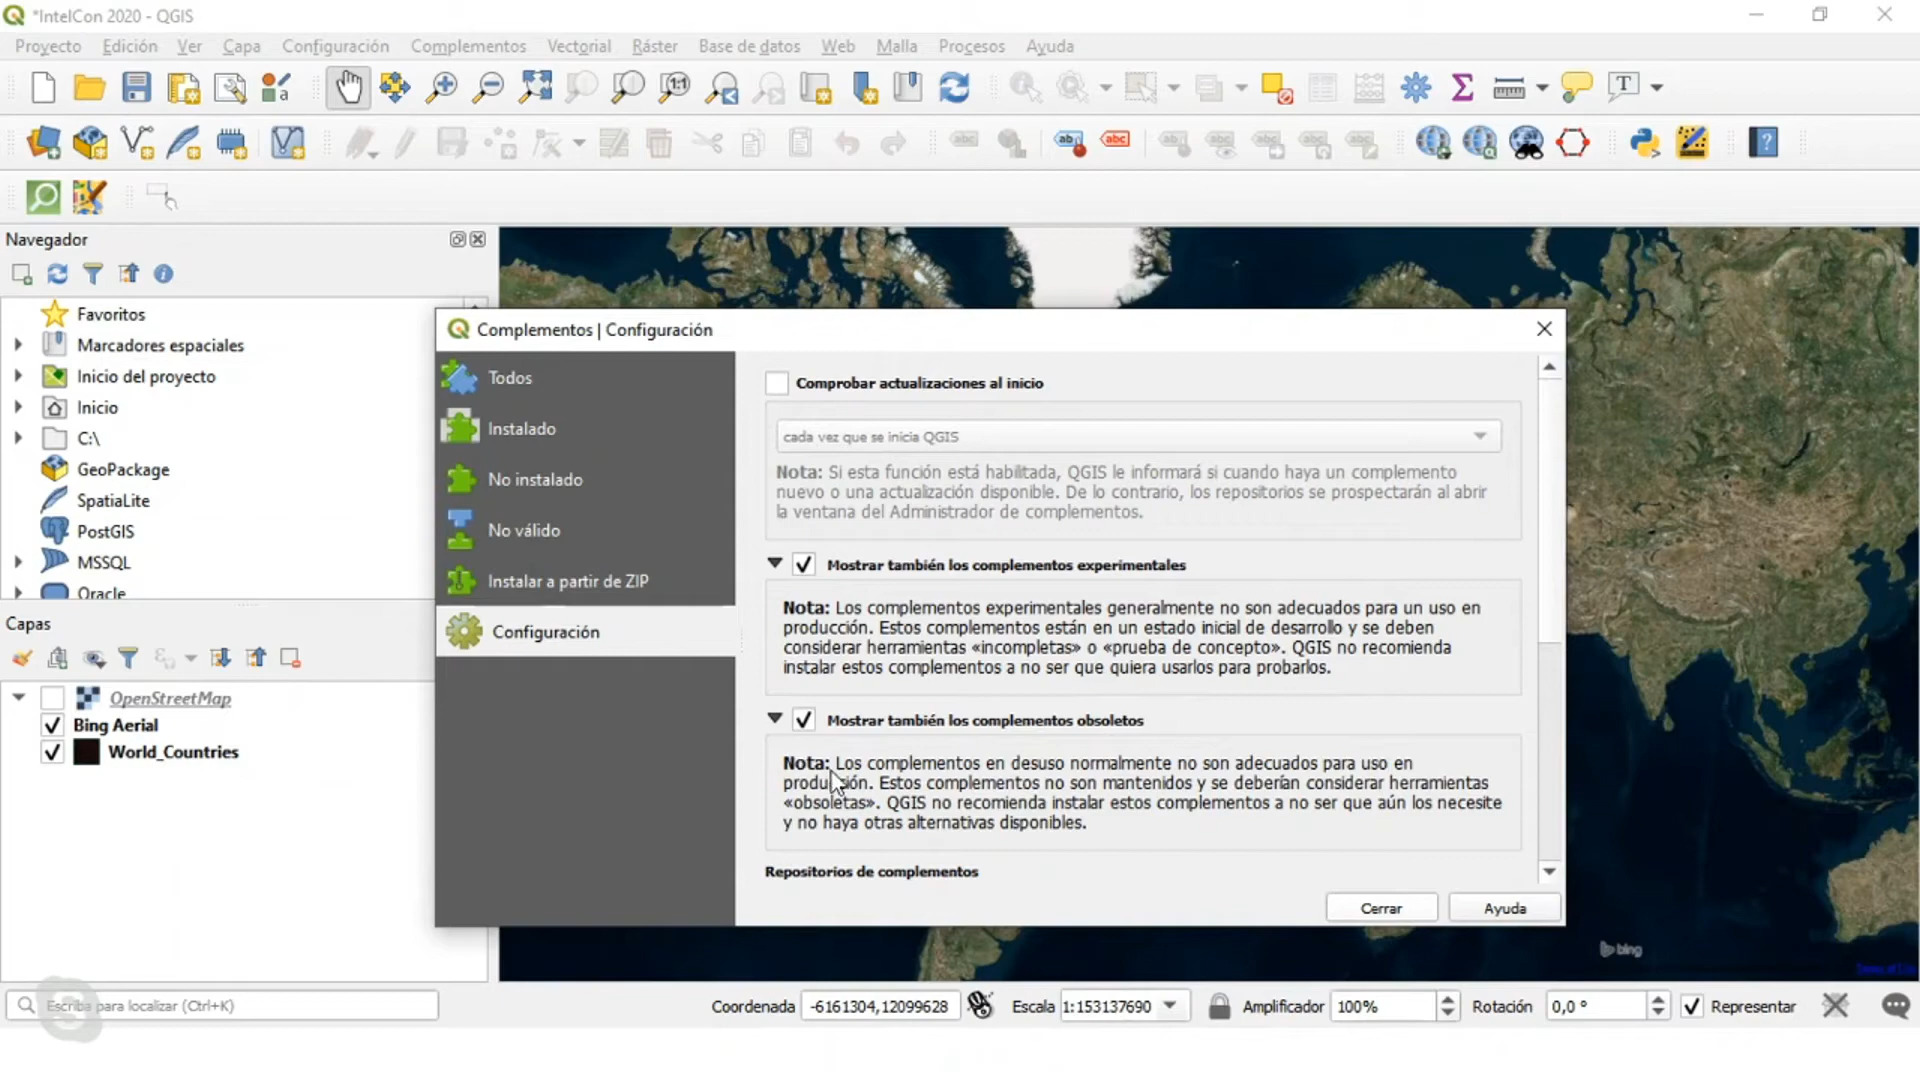 *IntelCon 2020 - QGIS
Proyecto Edición Ver Capa Configuración Complementos Vectorial Ráster Base de datos Web Malla Procesos Ayuda
Navegador
Favoritos
Marcadores espaciales
Inicio del proyecto
Inicio
C:\
GeoPackage
SpatiaLite
PostGIS
MSSQL
Oracle
Capas
OpenStreetMap
Bing Aerial
World_Countries
Complementos | Configuración
Todos
Instalado
No instalado
No válido
Instalar a partir de ZIP
Configuración
Comprobar actualizaciones al inicio
cada vez que se inicia QGIS
Nota: Si esta función está habilitada, QGIS le informará si cuando haya un complemento
nuevo o una actualización disponible. De lo contrario, los repositorios se prospectarán al abrir
la ventana del Administrador de complementos.
Mostrar también los complementos experimentales
Nota: Los complementos experimentales generalmente no son adecuados para un uso en
producción. Estos complementos están en un estado inicial de desarrollo y se deben
considerar herramientas «incompletas» o «prueba de concepto». QGIS no recomienda
instalar estos complementos a no ser que quiera usarlos para probarlos.
Mostrar también los complementos obsoletos
Nota: Los complementos en desuso normalmente no son adecuados para uso en
producción. Estos complementos no son mantenidos y se deberían considerar herramientas
«obsoletas». QGIS no recomienda instalar estos complementos a no ser que aún los necesite
y no haya otras alternativas disponibles.
Repositorios de complementos
Cerrar Ayuda
bing
Escriba para localizar (Ctrl+K)
Coordenada -6161304,12099628 Escala 1:153137690 Amplificador 100% Rotación 0,0 ° Representar